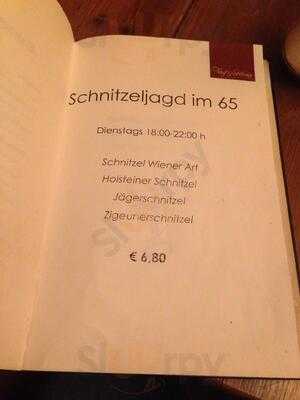 Schnitzeljagd im 65
Dienstags 18:00-22:00 h
Schnitzel Wiener Art
Holsteiner Schnitzel
Jägerschnitzel
Zigeunerschnitzel
€ 6,80